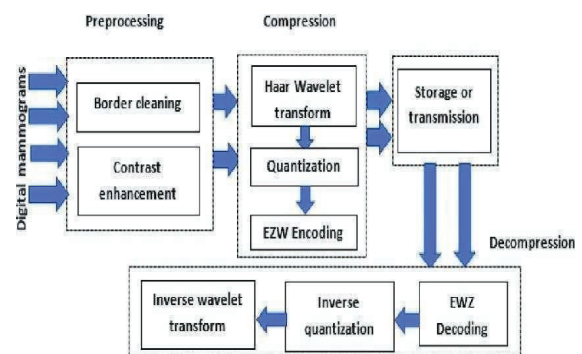 Preprocessing
Compression
Digital mammograms
Border cleaning
Contrast
enhancement
Haar Wavelet
transform
Quantization
EZW Encoding
Storage or
transmission
Decompression
Inverse wavelet
transform
Inverse
quantization
EWZ
Decoding